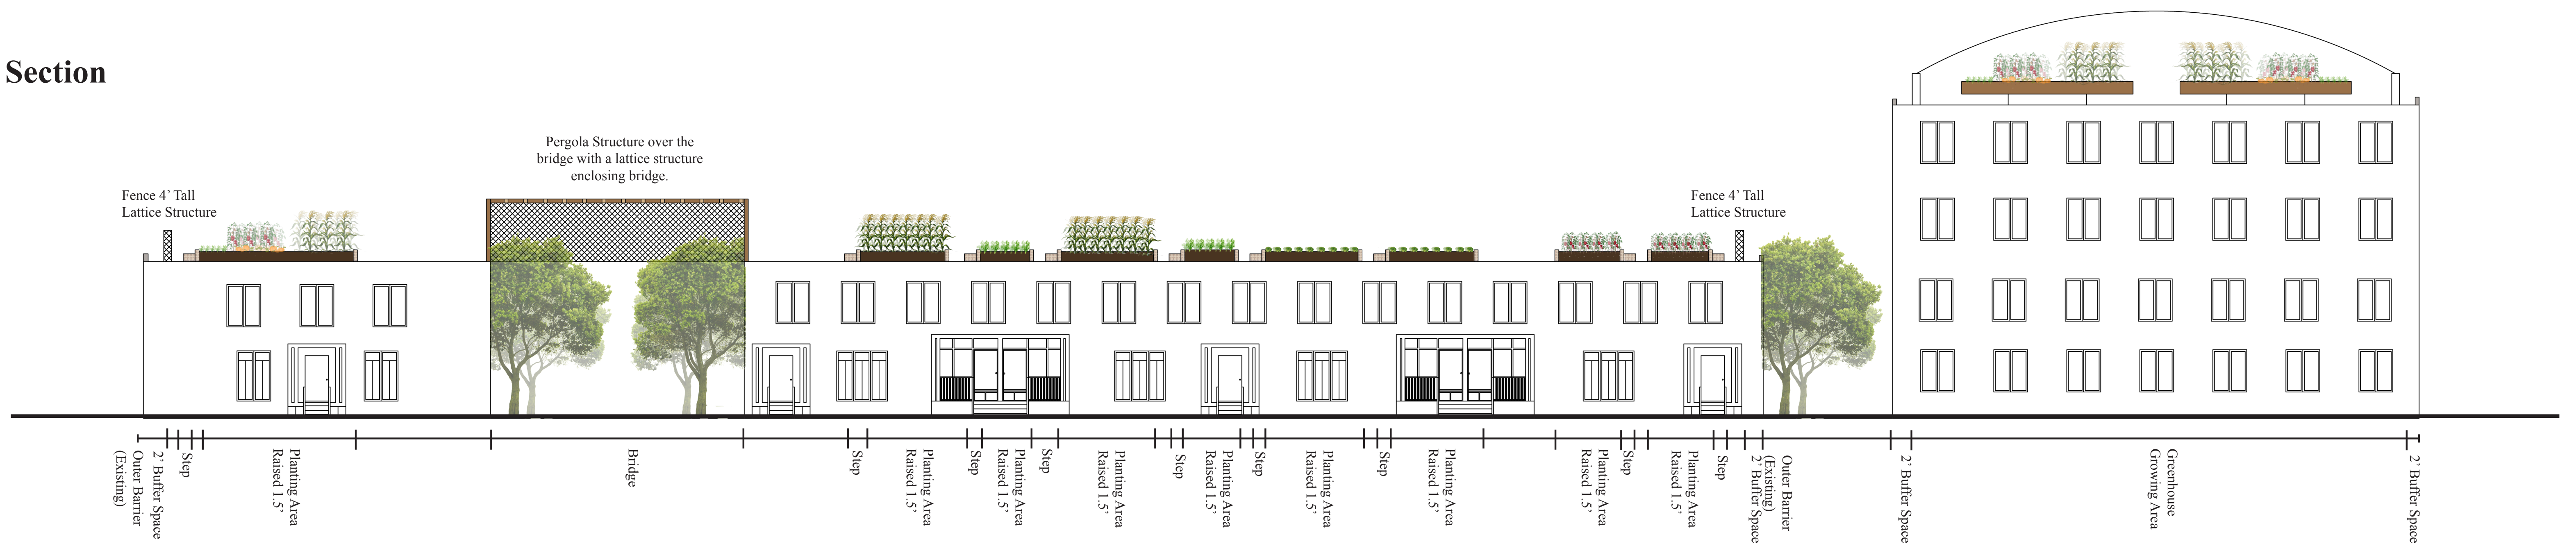 Section
Pergola Structure over the
bridge with a lattice structure
enclosing bridge.
Fence 4’ Tall
Lattice Structure
Fence 4’ Tall
Lattice Structure
Outer Barrier
(Existing)
2’ Buffer Space
Step
Planting Area
Raised 1.5’
Bridge
Step
Planting Area
Raised 1.5’
Step
Planting Area
Raised 1.5’
Step
Planting Area
Raised 1.5’
Step
Planting Area
Raised 1.5’
Step
Planting Area
Raised 1.5’
Step
Planting Area
Raised 1.5’
Planting Area
Raised 1.5’
Step
Planting Area
Raised 1.5’
Step
2’ Buffer Space
Outer Barrier
(Existing)
2’ Buffer Space
Greenhouse
Growing Area
2’ Buffer Space